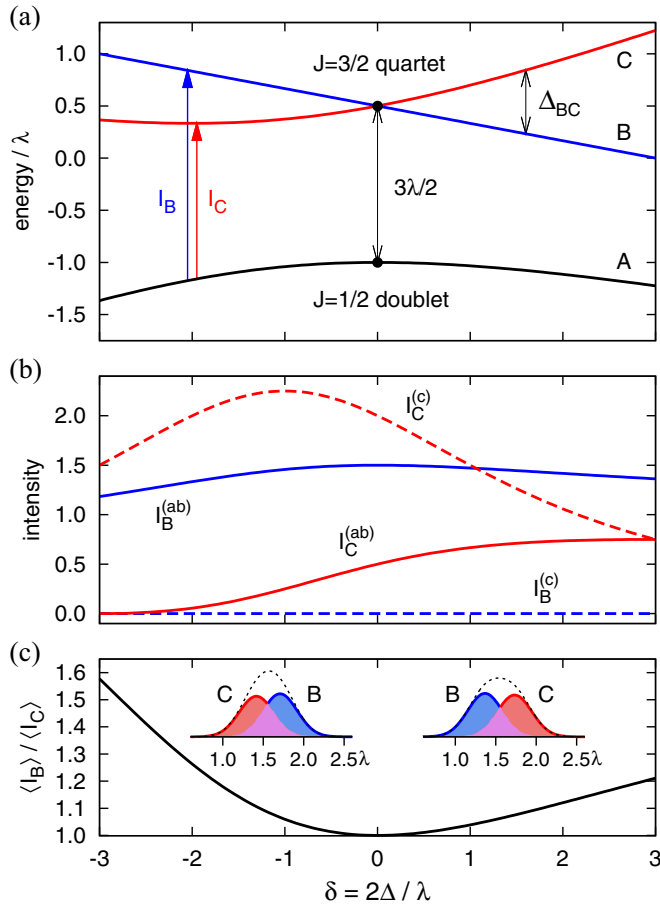 (a)
1.0
0.5
0.0
-0.5
-1.0
-1.5
energy / λ
J=3/2 quartet
C
Δ_BC
B
I_B
I_C
3λ/2
A
J=1/2 doublet
(b)
2.0
1.5
1.0
0.5
0.0
intensity
I_C^(c)
I_B^(ab)
I_C^(ab)
I_B^(c)
(c)
1.6
1.5
1.4
1.3
1.2
1.1
1.0
⟨I_B⟩ / ⟨I_C⟩
C B
1.0 1.5 2.0 2.5λ
B C
1.0 1.5 2.0 2.5λ
-3 -2 -1 0 1 2 3
δ = 2Δ / λ